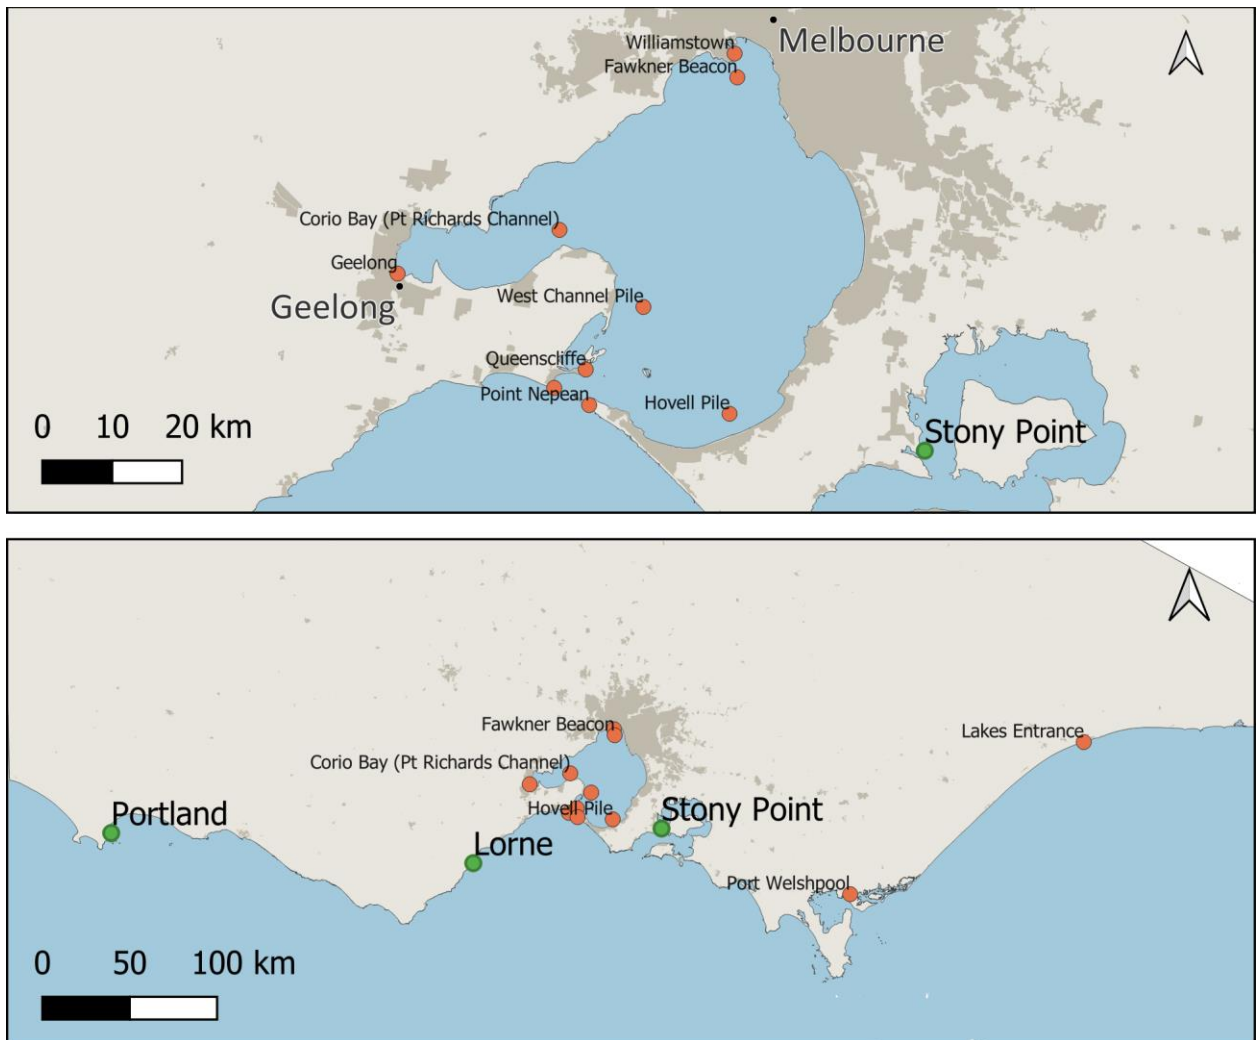 Williamstown
Melbourne
Fawkner Beacon
Corio Bay (Pt Richards Channel)
Geelong
Geelong
West Channel Pile
Queenscliffe
Point Nepean
Hovell Pile
Stony Point
0 10 20 km
Fawkner Beacon
Lakes Entrance
Corio Bay (Pt Richards Channel)
Portland
Hovell Pile
Stony Point
Lorne
Port Welshpool
0 50 100 km